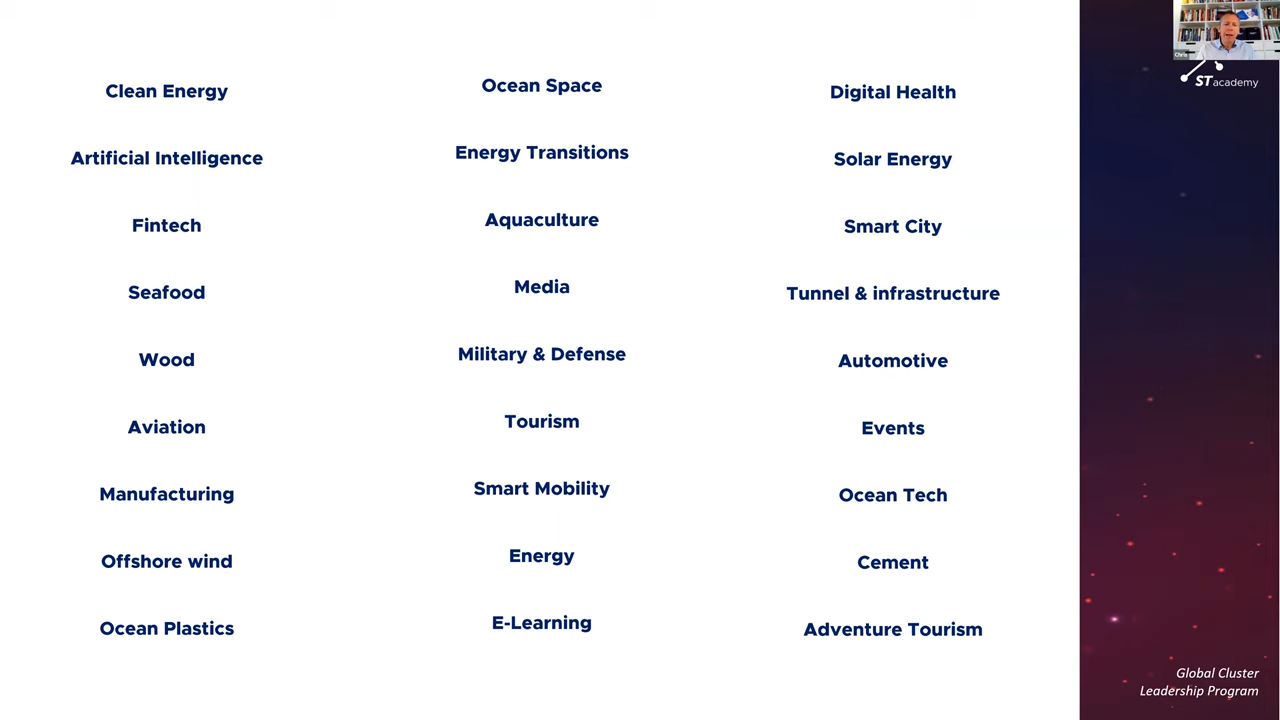 Clean Energy
Artificial Intelligence
Fintech
Seafood
Wood
Aviation
Manufacturing
Offshore wind
Ocean Plastics
Ocean Space
Energy Transitions
Aquaculture
Media
Military & Defense
Tourism
Smart Mobility
Energy
E-Learning
Digital Health
Solar Energy
Smart City
Tunnel & infrastructure
Automotive
Events
Ocean Tech
Cement
Adventure Tourism
Chris
ST academy
Global Cluster
Leadership Program